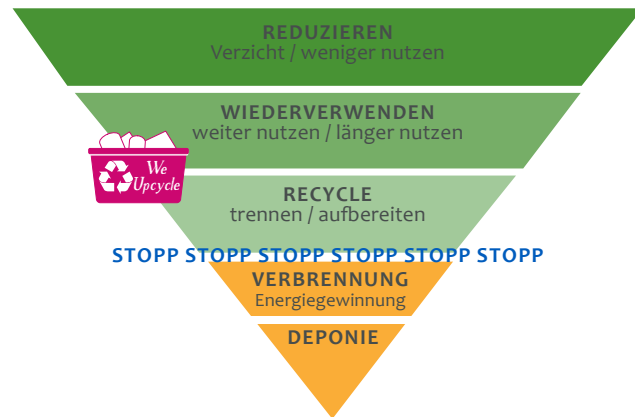 REDUZIEREN
Verzicht / weniger nutzen
WIEDERVERWENDEN
weiter nutzen / länger nutzen
We
Upcycle
RECYCLE
trennen / aufbereiten
STOPP STOPP STOPP STOPP STOPP STOPP
VERBRENNUNG
Energiegewinnung
DEPONIE